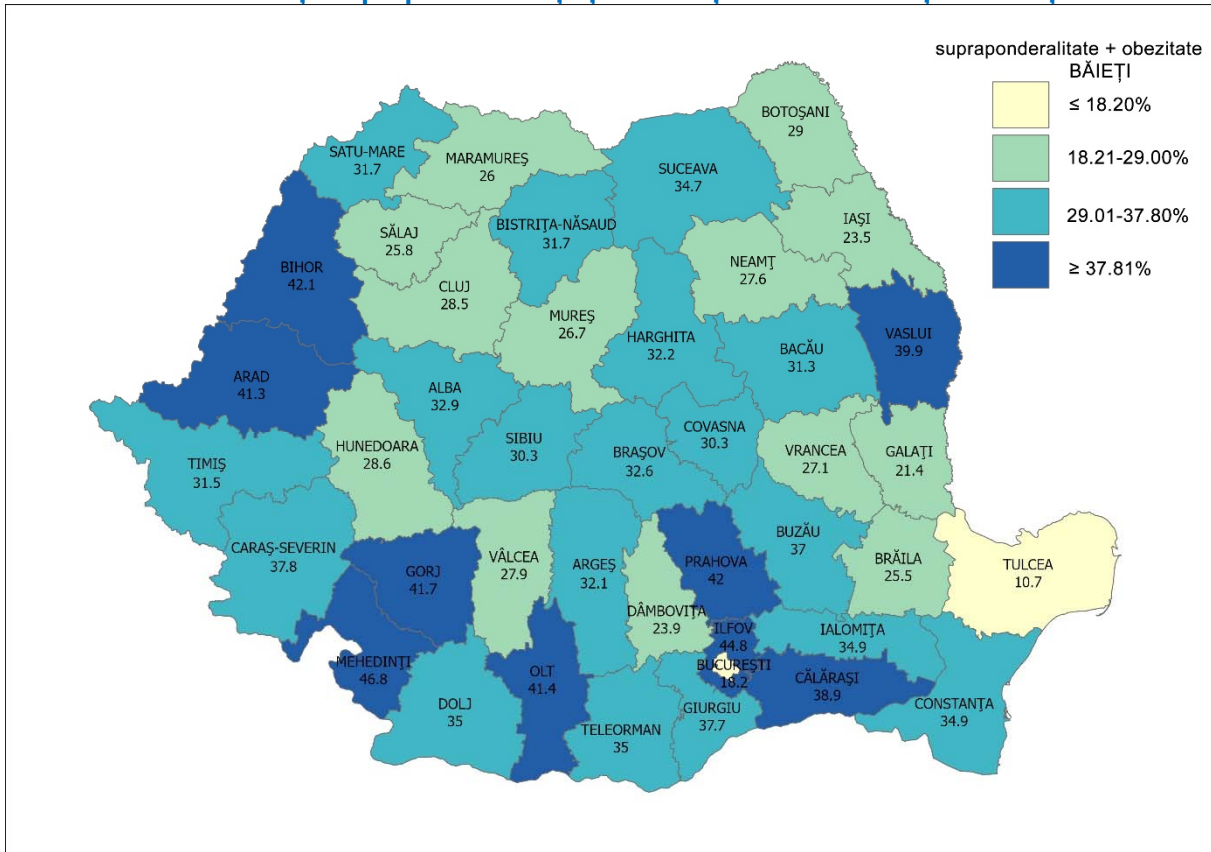 supraponderalitate + obezitate
BĂIEȚI
≤ 18.20%
18.21-29.00%
29.01-37.80%
≥ 37.81%
BOTOȘANI
29
SATU-MARE
31.7
MARAMUREȘ
26
SUCEAVA
34.7
IAȘI
23.5
BISTRIȚA-NĂSAUD
31.7
SĂLAJ
25.8
NEAMȚ
27.6
BIHOR
42.1
CLUJ
28.5
MUREȘ
26.7
HARGHITA
32.2
BACĂU
31.3
VASLUI
39.9
ARAD
41.3
ALBA
32.9
COVASNA
30.3
HUNEDOARA
28.6
SIBIU
30.3
BRAȘOV
32.6
VRANCEA
27.1
GALAȚI
21.4
TIMIȘ
31.5
CARAȘ-SEVERIN
37.8
GORJ
41.7
VÂLCEA
27.9
ARGEȘ
32.1
PRAHOVA
42
BUZĂU
37
BRĂILA
25.5
TULCEA
10.7
DÂMBOVIȚA
23.9
ILFOV
44.8
IALOMIȚA
34.9
MEHEDINȚI
46.8
OLT
41.4
BUCUREȘTI
18.2
CĂLĂRAȘI
38.9
DOLJ
35
TELEORMAN
35
GIURGIU
37.7
CONSTANȚA
34.9